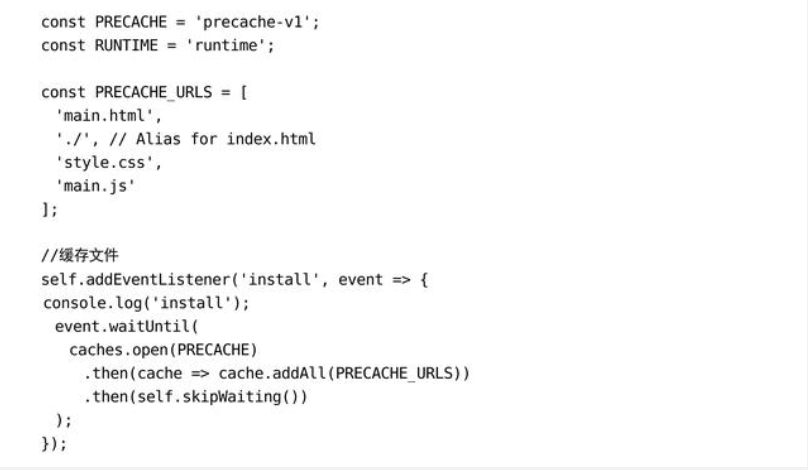 const PRECACHE = 'precache-v1';
const RUNTIME = 'runtime';

const PRECACHE_URLS = [
  'main.html',
  './', // Alias for index.html
  'style.css',
  'main.js'
];

//缓存文件
self.addEventListener('install', event => {
console.log('install');
  event.waitUntil(
    caches.open(PRECACHE)
      .then(cache => cache.addAll(PRECACHE_URLS))
      .then(self.skipWaiting())
  );
});